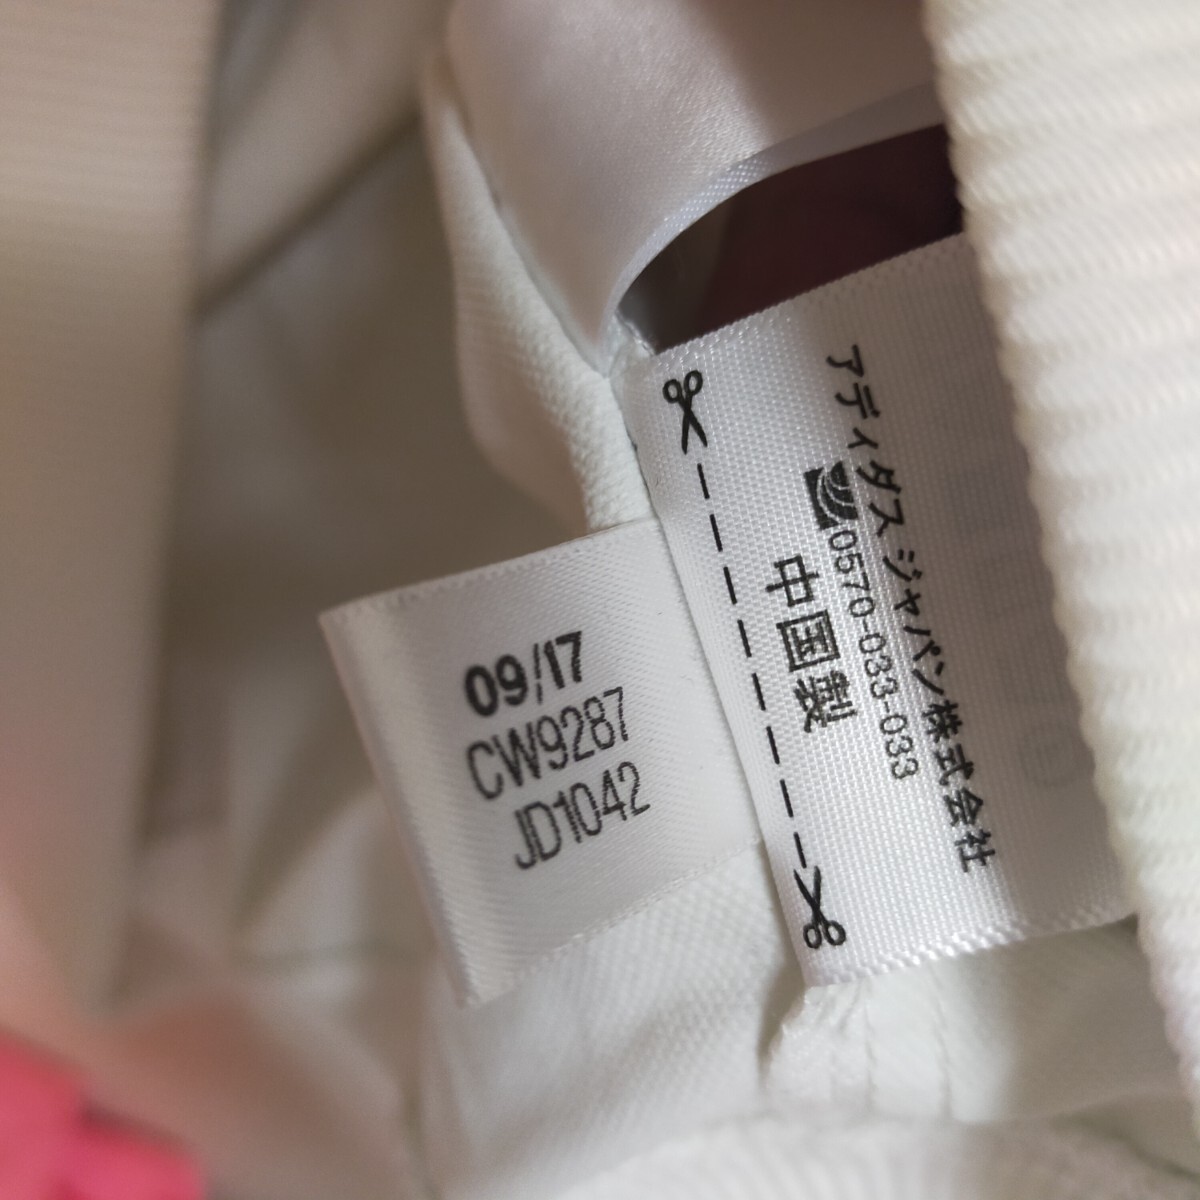 09/17
CW9287
JD1042
アディダス ジャパン株式会社
0570-033-033
中国製